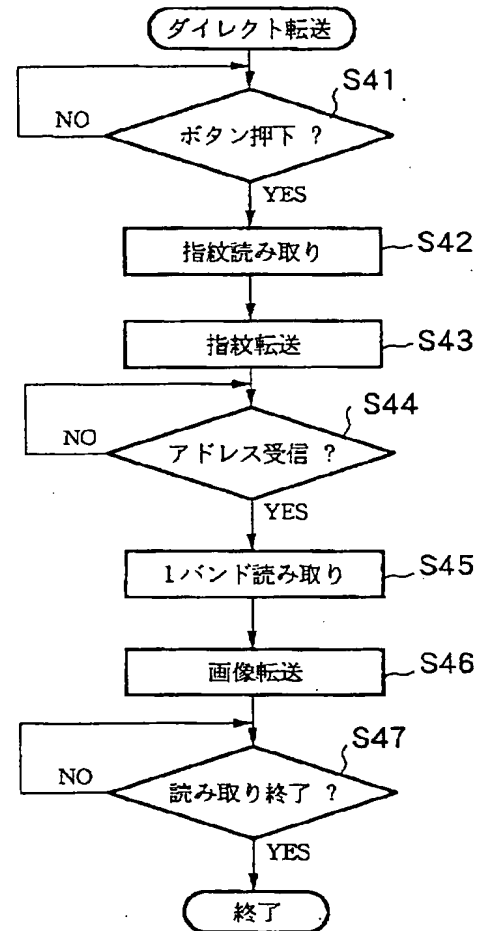 ダイレクト転送
S41
NO
ボタン押下 ?
YES
指紋読み取り
S42
指紋転送
S43
S44
NO
アドレス受信 ?
YES
1バンド読み取り
S45
画像転送
S46
S47
NO
読み取り終了 ?
YES
終了